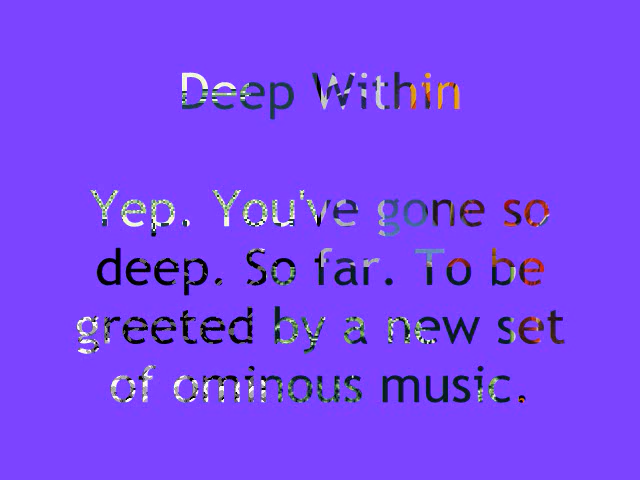 Deep Within
Yep. You've gone so
deep. So far. To be
greeted by a new set
of ominous music.